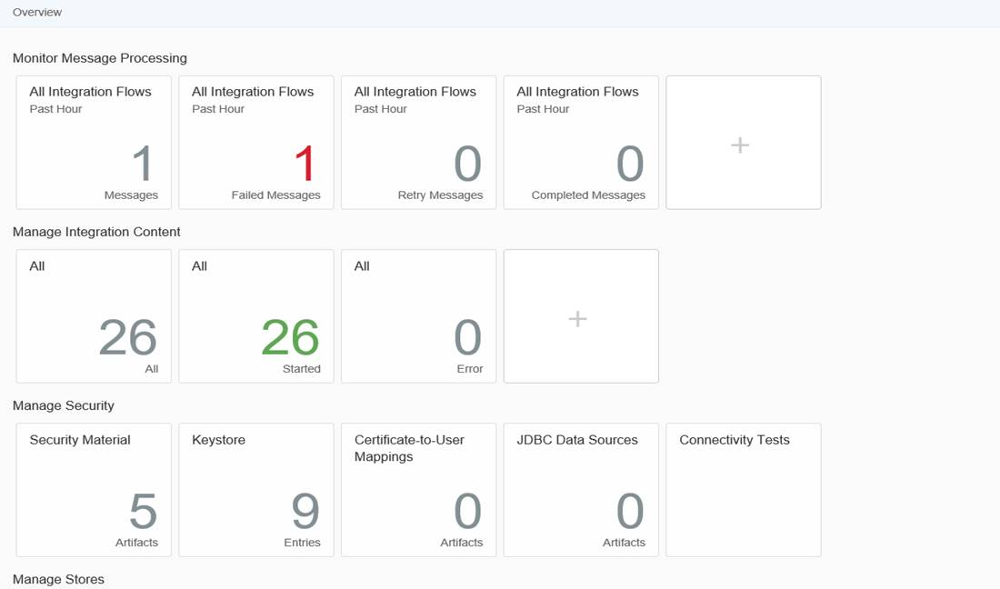 Overview
Monitor Message Processing
All Integration Flows
Past Hour
1
Messages
All Integration Flows
Past Hour
1
Failed Messages
All Integration Flows
Past Hour
0
Retry Messages
All Integration Flows
Past Hour
0
Completed Messages
+
Manage Integration Content
All
26
All
All
26
Started
All
0
Error
+
Manage Security
Security Material
5
Artifacts
Keystore
9
Entries
Certificate-to-User
Mappings
0
Artifacts
JDBC Data Sources
0
Artifacts
Connectivity Tests
Manage Stores